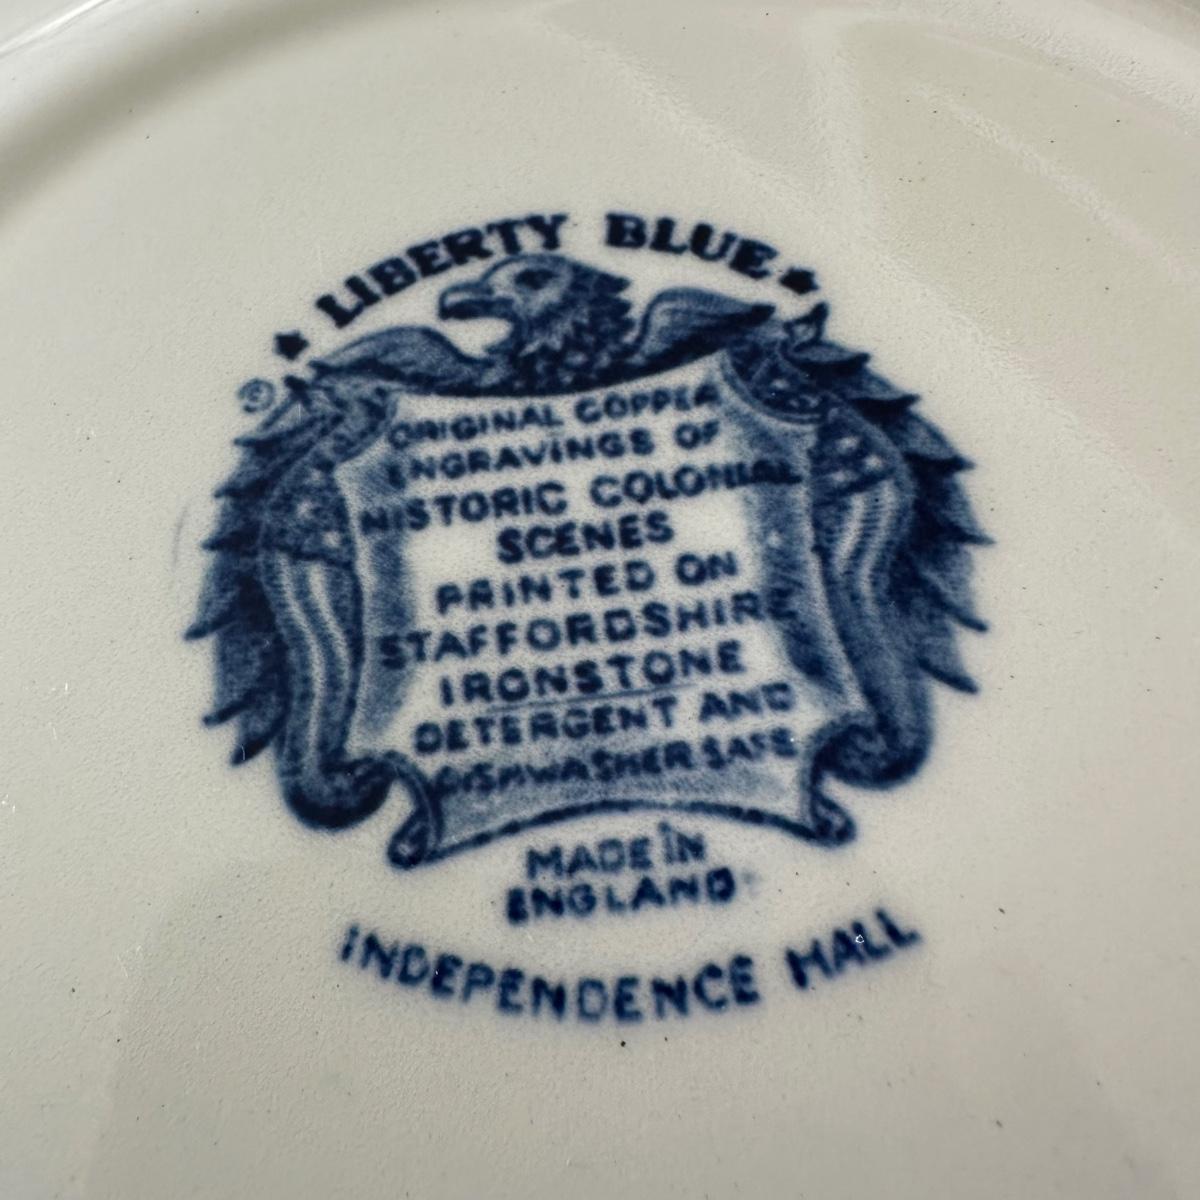 ★ LIBERTY BLUE ★
©
ORIGINAL COPPER
ENGRAVINGS OF
HISTORIC COLONIAL
SCENES
PRINTED ON
STAFFORDSHIRE
IRONSTONE
DETERGENT AND
DISHWASHER SAFE
MADE IN
ENGLAND
INDEPENDENCE HALL